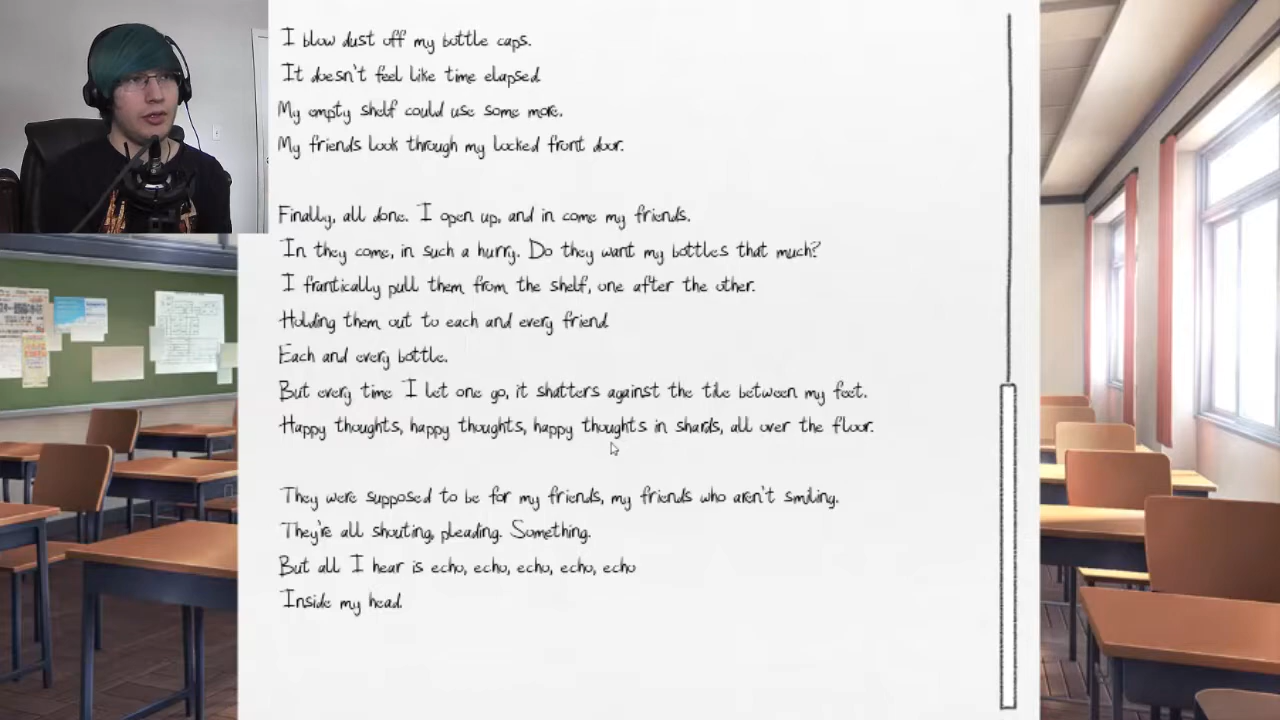 I blow dust off my bottle caps.
It doesn't feel like time elapsed.
My empty shelf could use some more.
My friends look through my locked front door.
Finally, all done. I open up, and in come my friends.
In they come, in such a hurry. Do they want my bottles that much?
I frantically pull them from the shelf, one after the other.
Holding them out to each and every friend.
Each and every bottle.
But every time I let one go, it shatters against the tile between my feet.
Happy thoughts, happy thoughts, happy thoughts in shards, all over the floor.
They were supposed to be for my friends, my friends who aren't smiling.
They're all shouting, pleading. Something.
But all I hear is echo, echo, echo, echo, echo
Inside my head.